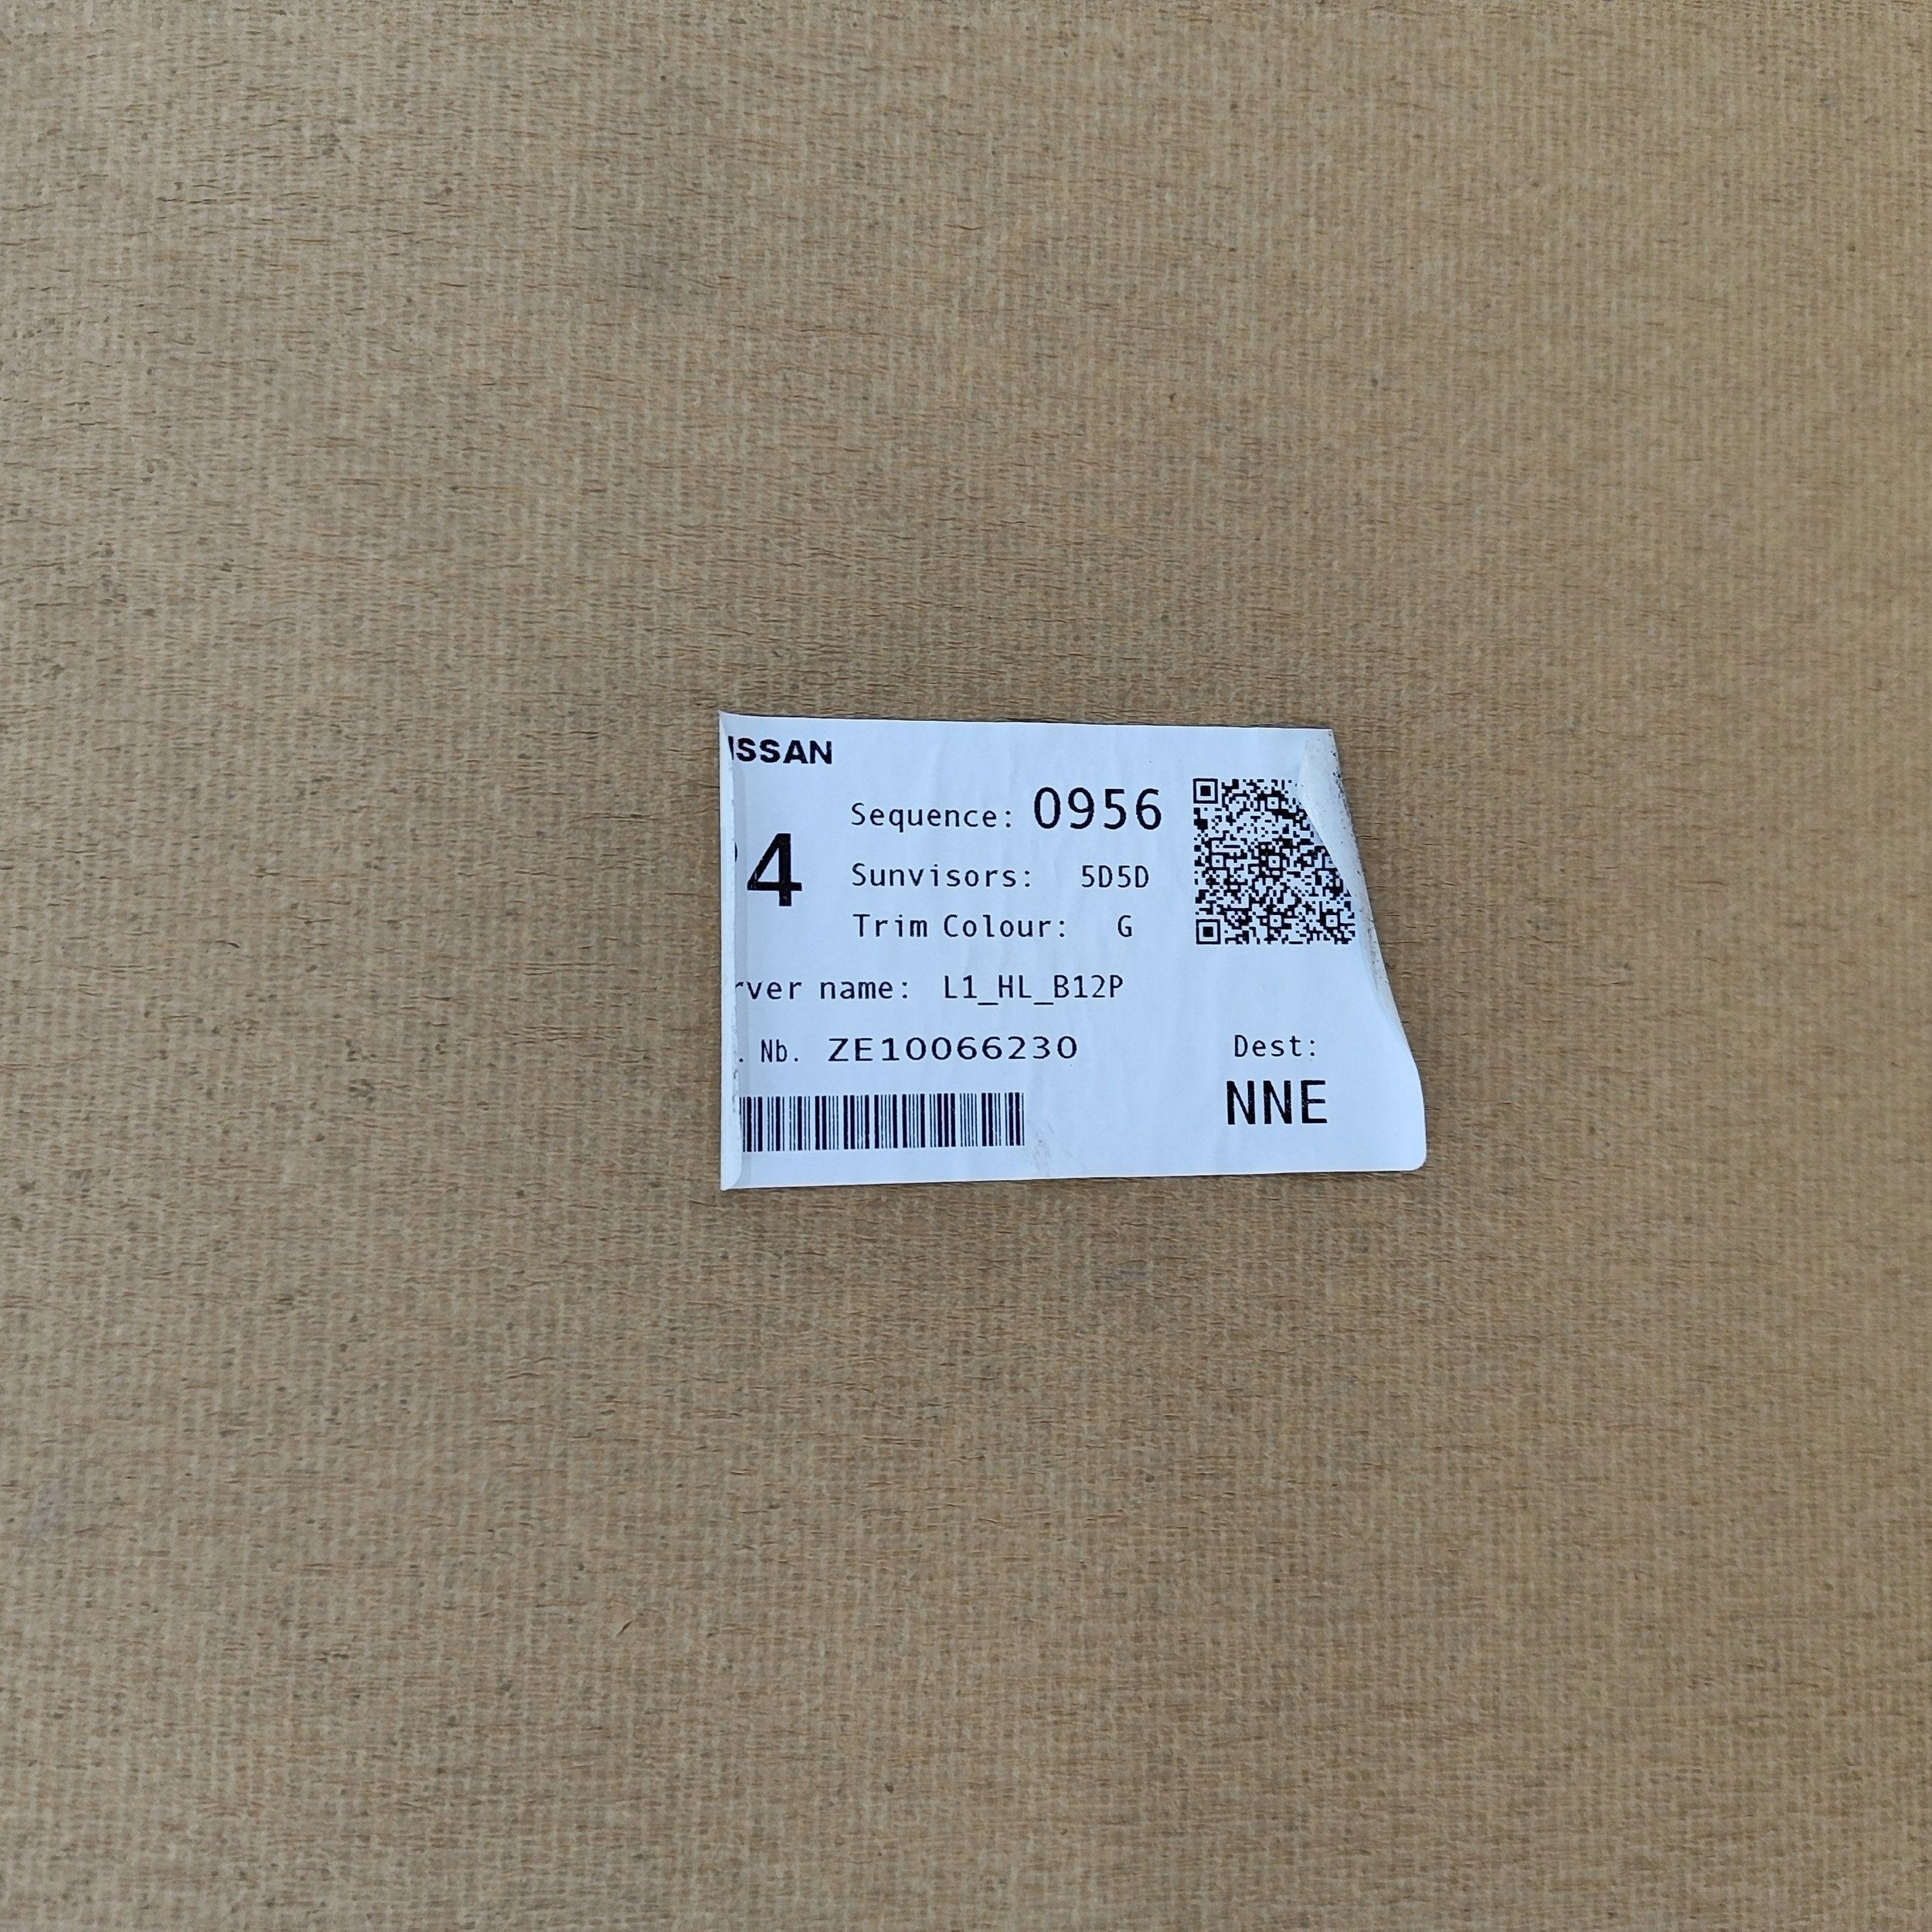 ISSAN
Sequence: 0956
4
Sunvisors: 5D5D
Trim Colour: G
rver name: L1_HL_B12P
. Nb. ZE10066230
Dest:
NNE